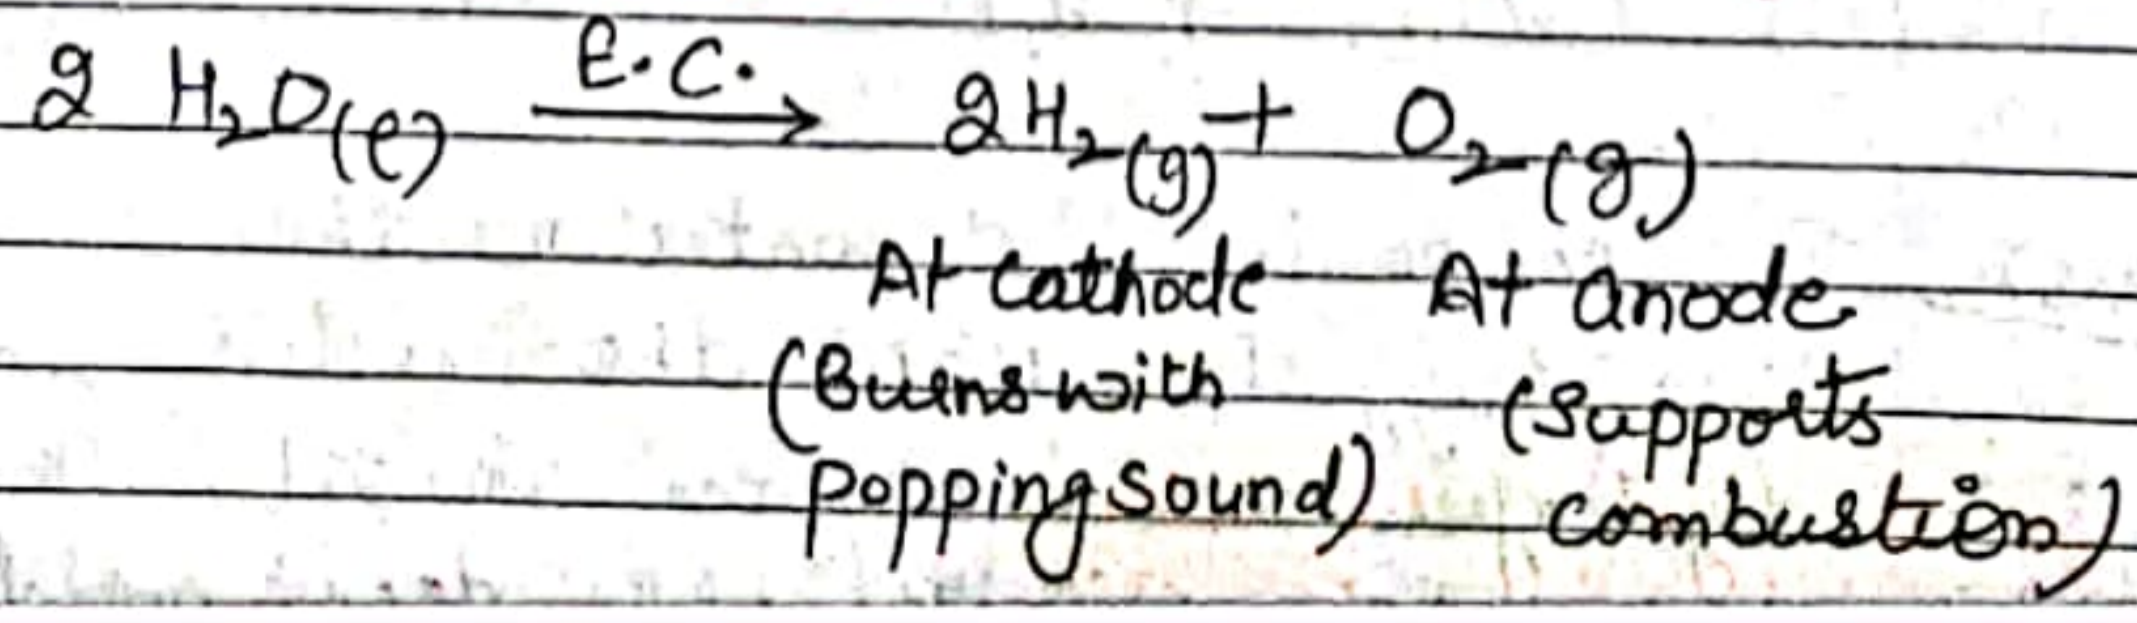 2 H₂O(l) E.C. → 2H₂(g) + O₂(g)
At cathode At anode
(Burns with (Supports
popping sound) combustion)